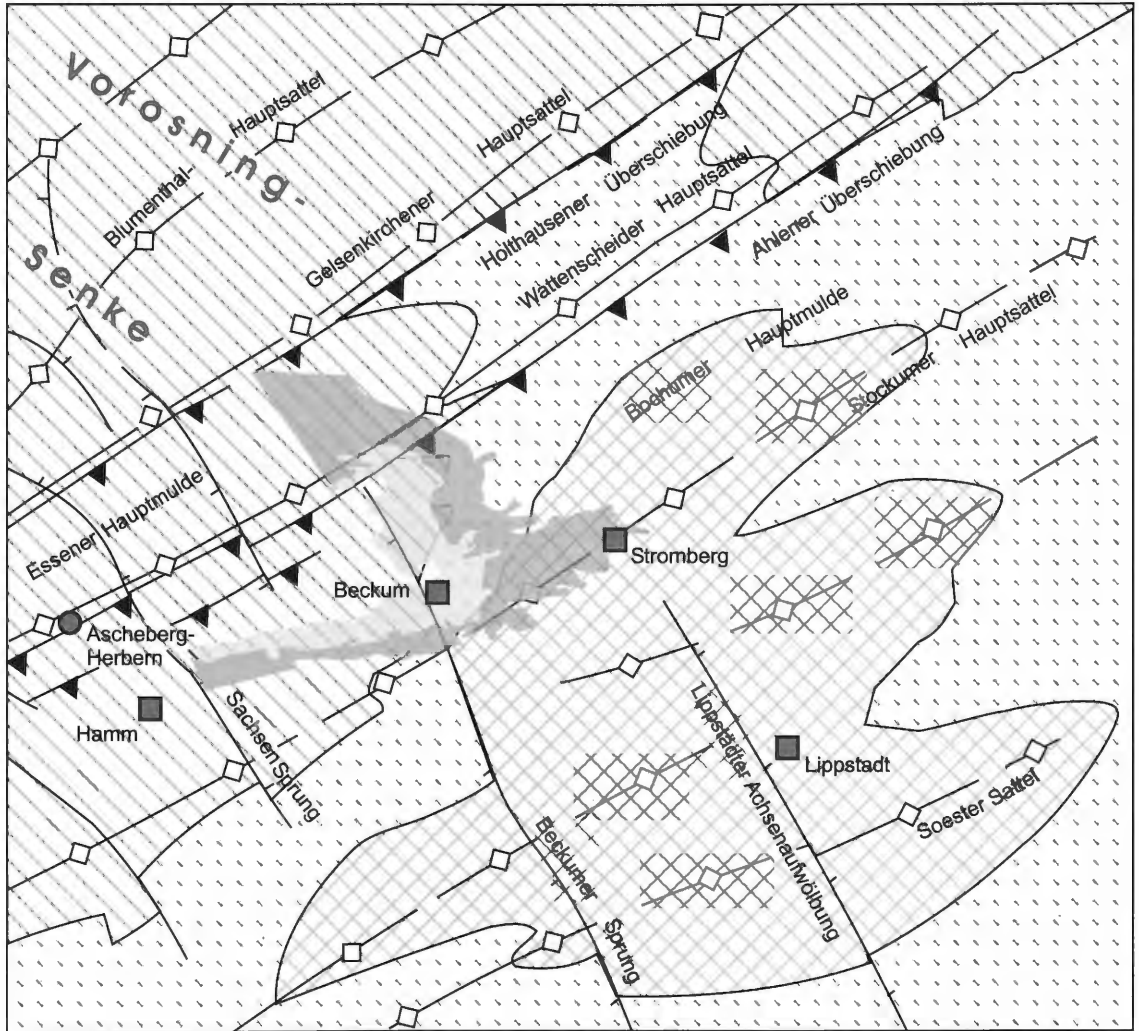 Vorosning-
senke
Blumenthal-
Hauptsattel
Gelsenkirchener
Hauptsattel
Holthausener Überschiebung
Wattenscheider Hauptsattel
Ahlener Überschiebung
Bochumer Hauptmulde
Stockumer Hauptsattel
Essener Hauptmulde
Stromberg
Beckum
Ascheberg-
Herbern
Hamm
Sachsen Sprung
Lippstädter Achsenaufwölbung
Lippstadt
Soester Sattel
Beckumer Sprung